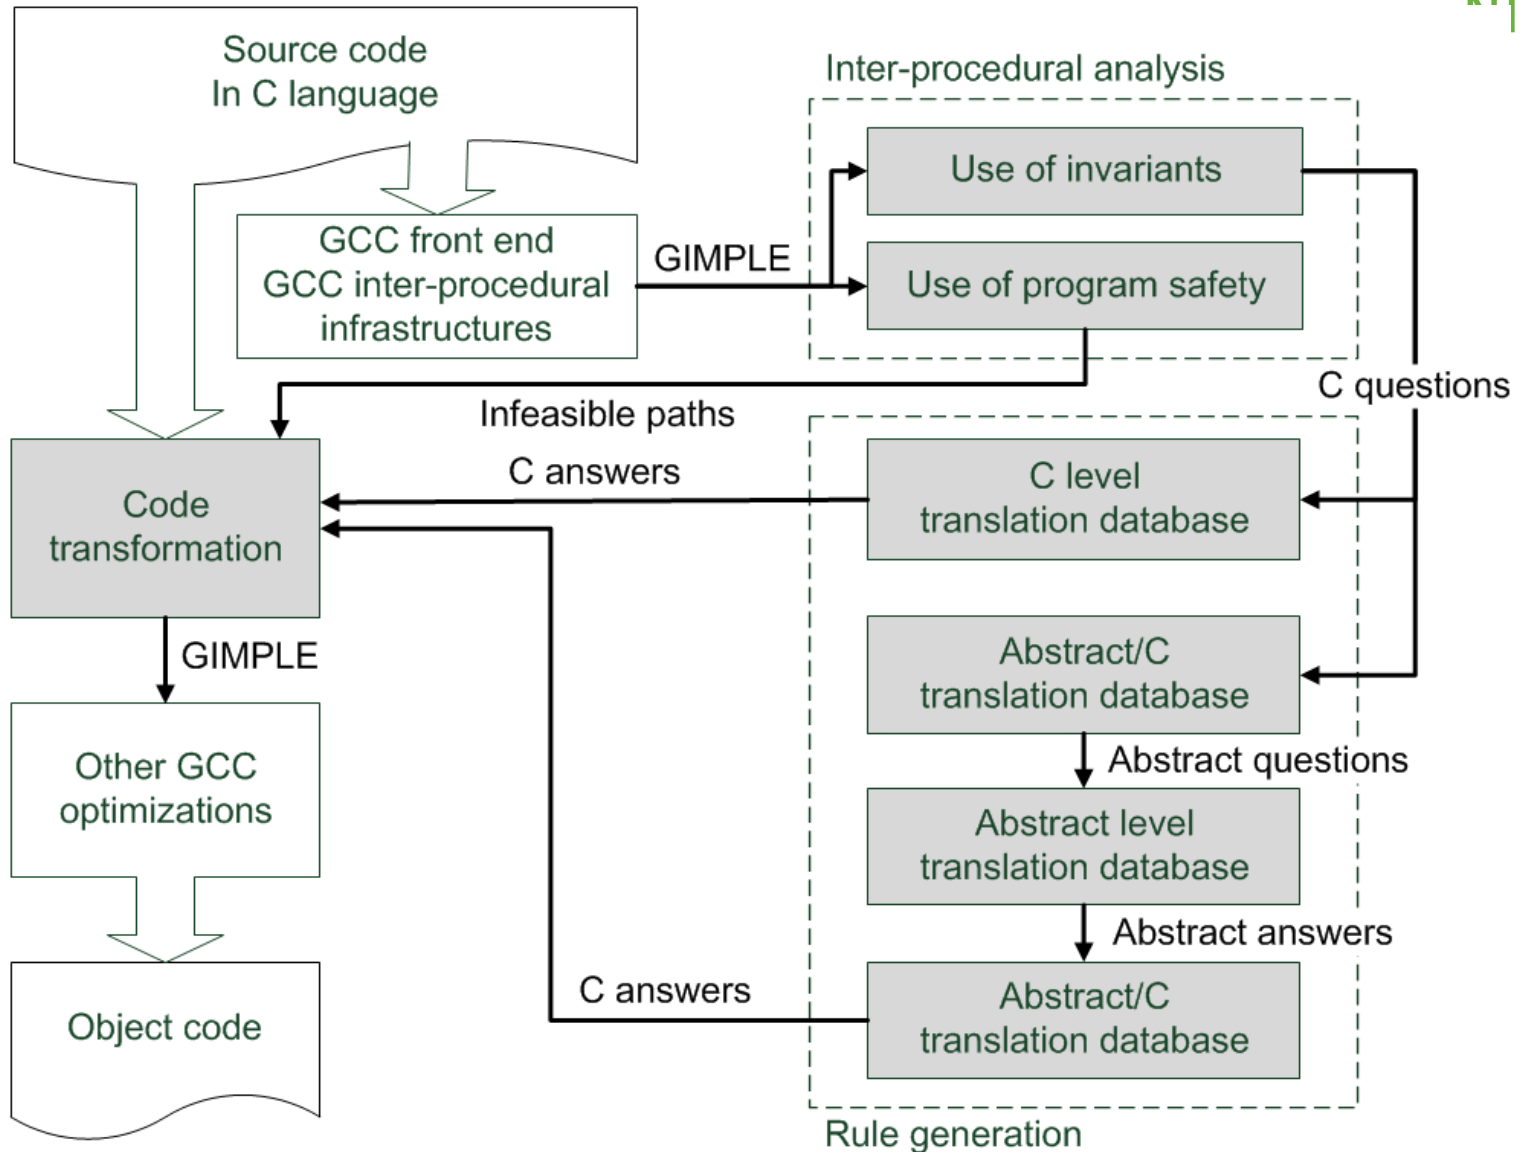 Source code
In C language
Inter-procedural analysis
Use of invariants
GCC front end
GCC inter-procedural
infrastructures
GIMPLE
Use of program safety
C questions
Infeasible paths
C answers
C level
translation database
Code
transformation
GIMPLE
Abstract/C
translation database
Abstract questions
Other GCC
optimizations
Abstract level
translation database
Abstract answers
C answers
Abstract/C
translation database
Object code
Rule generation